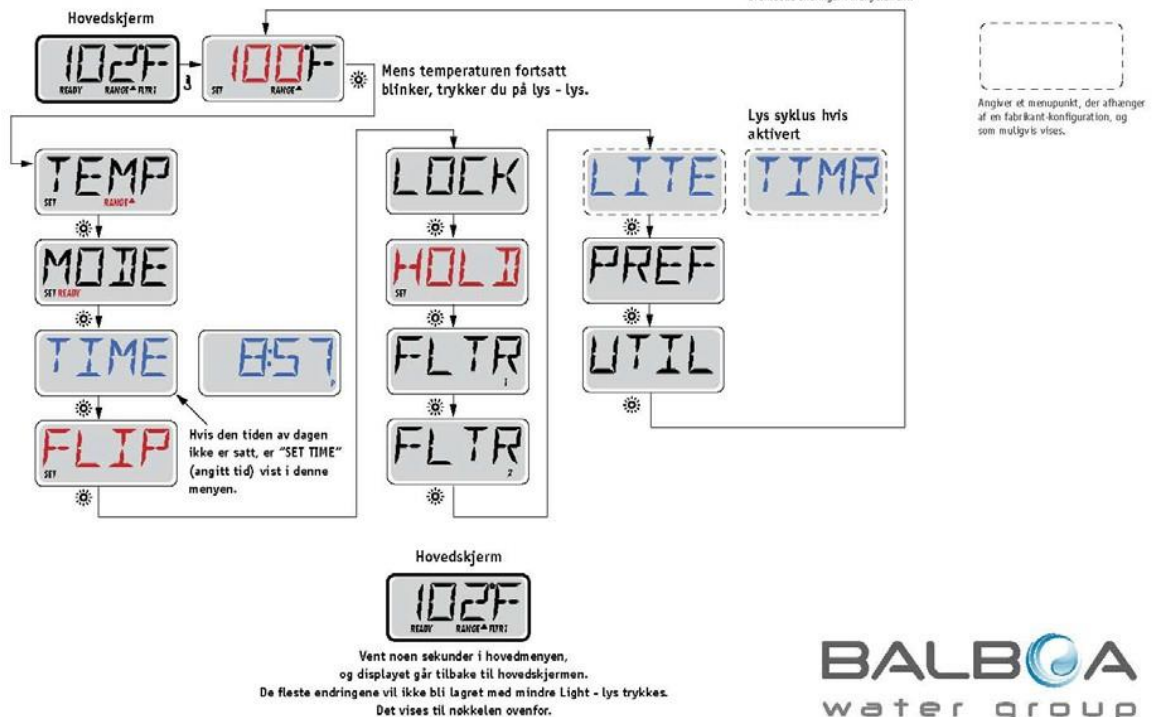 Hovedskjerm
102°F
READY RANGE FLTR1
3
100°F
SET RANGE
Mens temperaturen fortsatt
blinker, trykker du på lys - lys.
Angiver et menupunkt, der afhænger
af en fabrikant-konfiguration, og
som muligvis vises.
TEMP
SET RANGE
MODE
SET READY
TIME
8:57
P
FLIP
SET
Hvis den tiden av dagen
ikke er satt, er “SET TIME”
(angitt tid) vist i denne
menyen.
LOCK
HOLD
SET
FLTR
1
FLTR
2
Lys syklus hvis
aktivert
LITE
TIMR
PREF
UTIL
Hovedskjerm
102°F
READY RANGE FLTR1
Vent noen sekunder i hovedmenyen,
og displayet går tilbake til hovedskjermen.
De fleste endringene vil ikke bli lagret med mindre Light - lys trykkes.
Det vises til nøkkelen ovenfor.
BALBOA
water group